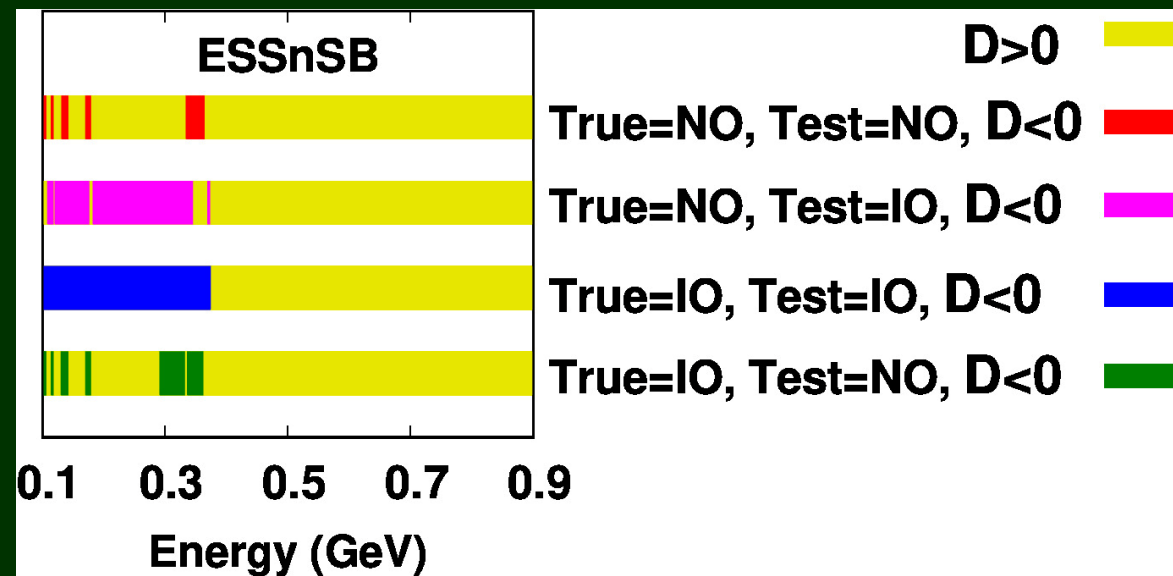 ESSnSB
D>0
True=NO, Test=NO, D<0
True=NO, Test=IO, D<0
True=IO, Test=IO, D<0
True=IO, Test=NO, D<0
0.1 0.3 0.5 0.7 0.9
Energy (GeV)